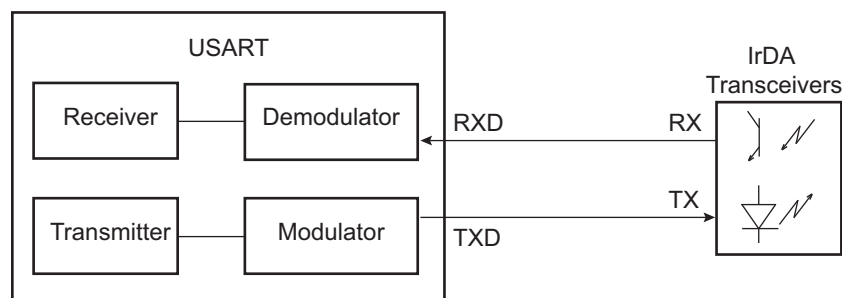 USART
IrDA
Transceivers
Receiver
Demodulator
RXD
RX
Transmitter
Modulator
TXD
TX